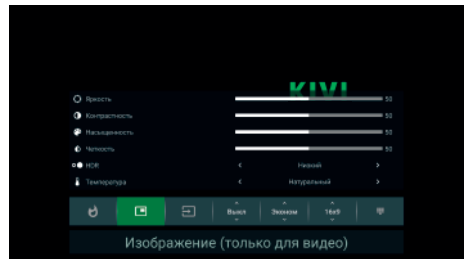 KIVI
Яркость 50
Контрастность 50
Насыщенность 50
Четкость 50
HDR Низкий
Температура Натуральный
Выкл Эконом 16x9
Изображение (только для видео)